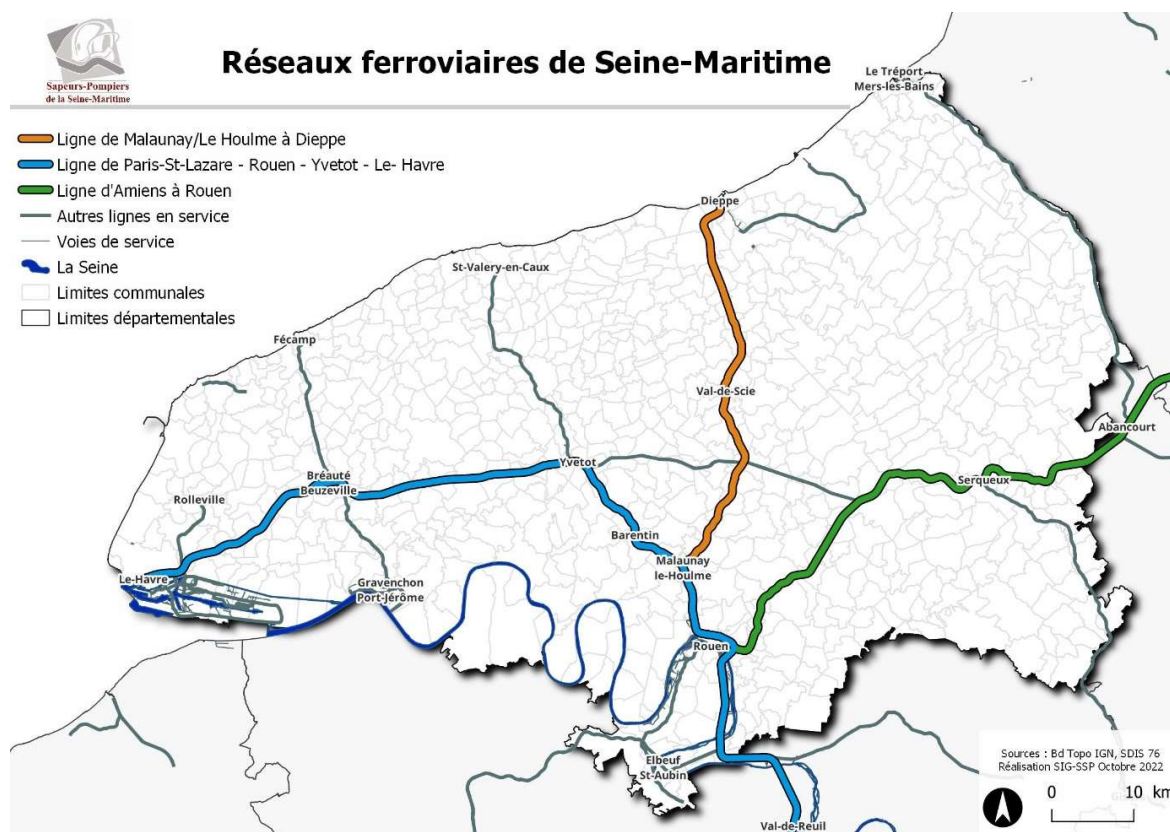 Réseaux ferroviaires de Seine-Maritime
Sapeurs-Pompiers
de la Seine-Maritime
Ligne de Malaunay/Le Houlme à Dieppe
Ligne de Paris-St-Lazare - Rouen - Yvetot - Le- Havre
Ligne d'Amiens à Rouen
Autres lignes en service
Voies de service
La Seine
Limites communales
Limites départementales
Le Tréport
Mers-les-Bains
Dieppe
St-Valery-en-Caux
Fécamp
Val-de-Scie
Abancourt
Yvetot
Bréauté
Beuzeville
Serqueux
Rolleville
Barentin
Malaunay
le-Houlme
Le-Havre
Gravenchon
Port-Jérôme
Rouen
Elbeuf
St-Aubin
Val-de-Reuil
Sources : Bd Topo IGN, SDIS 76
Réalisation SIG-SSP Octobre 2022
0 10 km